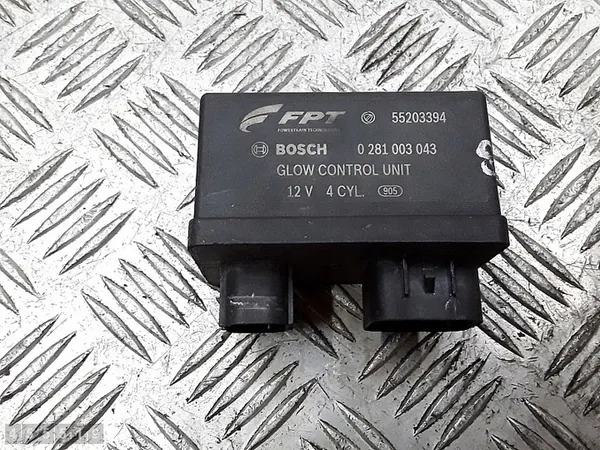 FPT 55203394
POWERTRAIN TECHNOLOGIES
BOSCH 0 281 003 043
GLOW CONTROL UNIT
12 V 4 CYL. 905